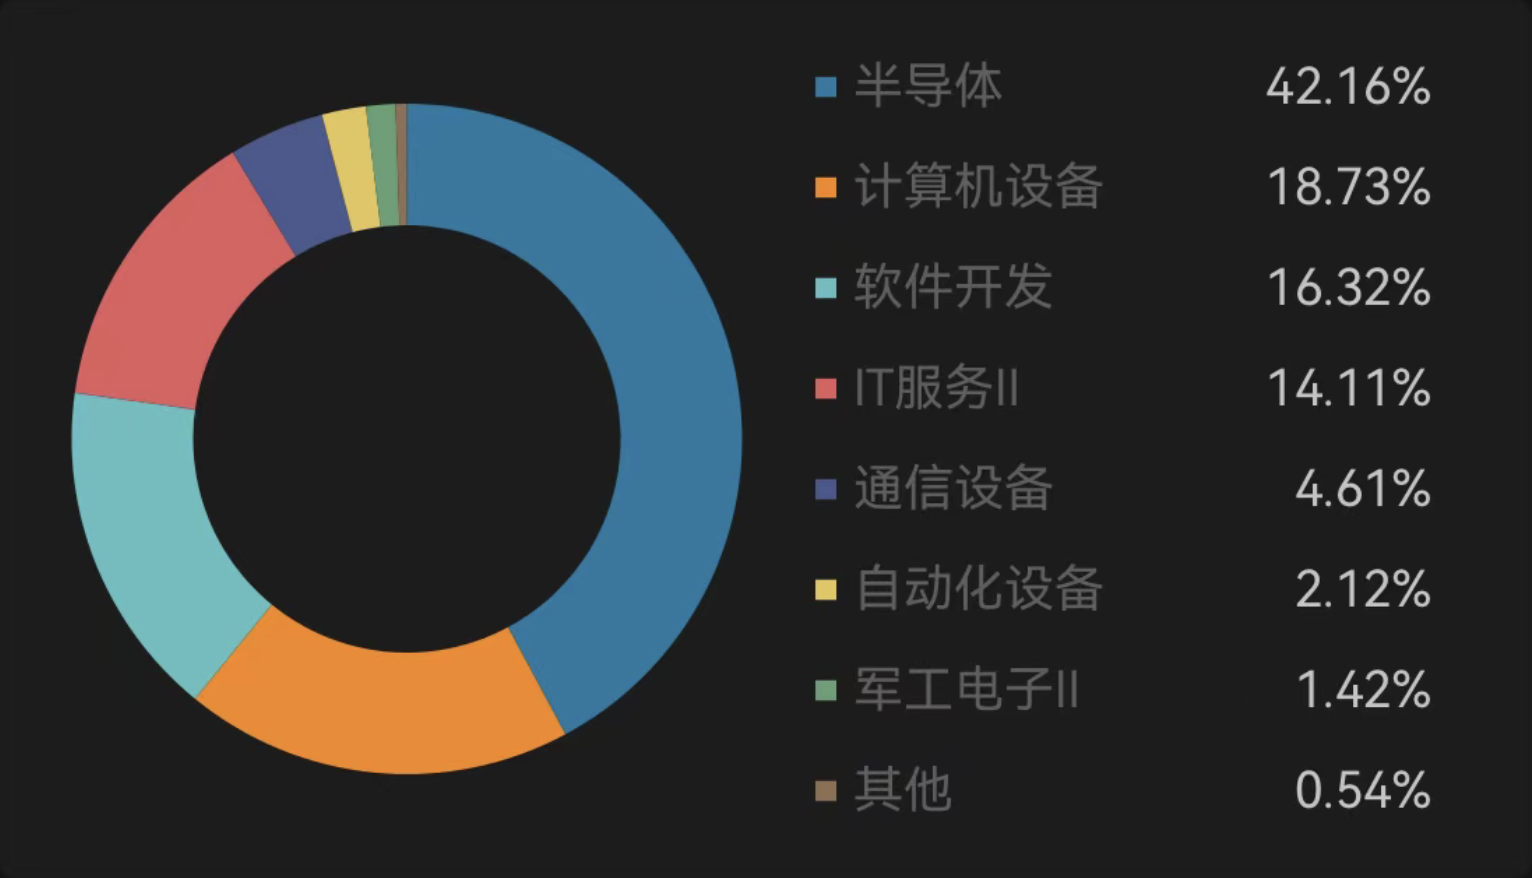 半导体 42.16%
计算机设备 18.73%
软件开发 16.32%
IT服务II 14.11%
通信设备 4.61%
自动化设备 2.12%
军工电子II 1.42%
其他 0.54%